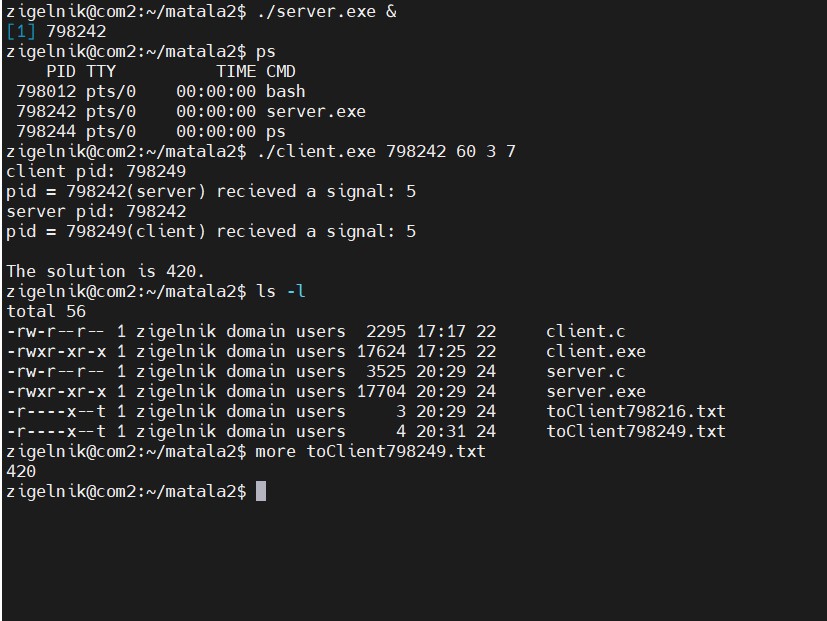 zigelnik@com2:~/matala2$ ./server.exe &
[1] 798242
zigelnik@com2:~/matala2$ ps
    PID TTY          TIME CMD
 798012 pts/0    00:00:00 bash
 798242 pts/0    00:00:00 server.exe
 798244 pts/0    00:00:00 ps
zigelnik@com2:~/matala2$ ./client.exe 798242 60 3 7
client pid: 798249
pid = 798242(server) recieved a signal: 5
server pid: 798242
pid = 798249(client) recieved a signal: 5

The solution is 420.
zigelnik@com2:~/matala2$ ls -l
total 56
-rw-r--r-- 1 zigelnik domain users  2295 17:17 22     client.c
-rwxr-xr-x 1 zigelnik domain users 17624 17:25 22     client.exe
-rw-r--r-- 1 zigelnik domain users  3525 20:29 24     server.c
-rwxr-xr-x 1 zigelnik domain users 17704 20:29 24     server.exe
-r----x--t 1 zigelnik domain users     3 20:29 24     toClient798216.txt
-r----x--t 1 zigelnik domain users     4 20:31 24     toClient798249.txt
zigelnik@com2:~/matala2$ more toClient798249.txt
420
zigelnik@com2:~/matala2$